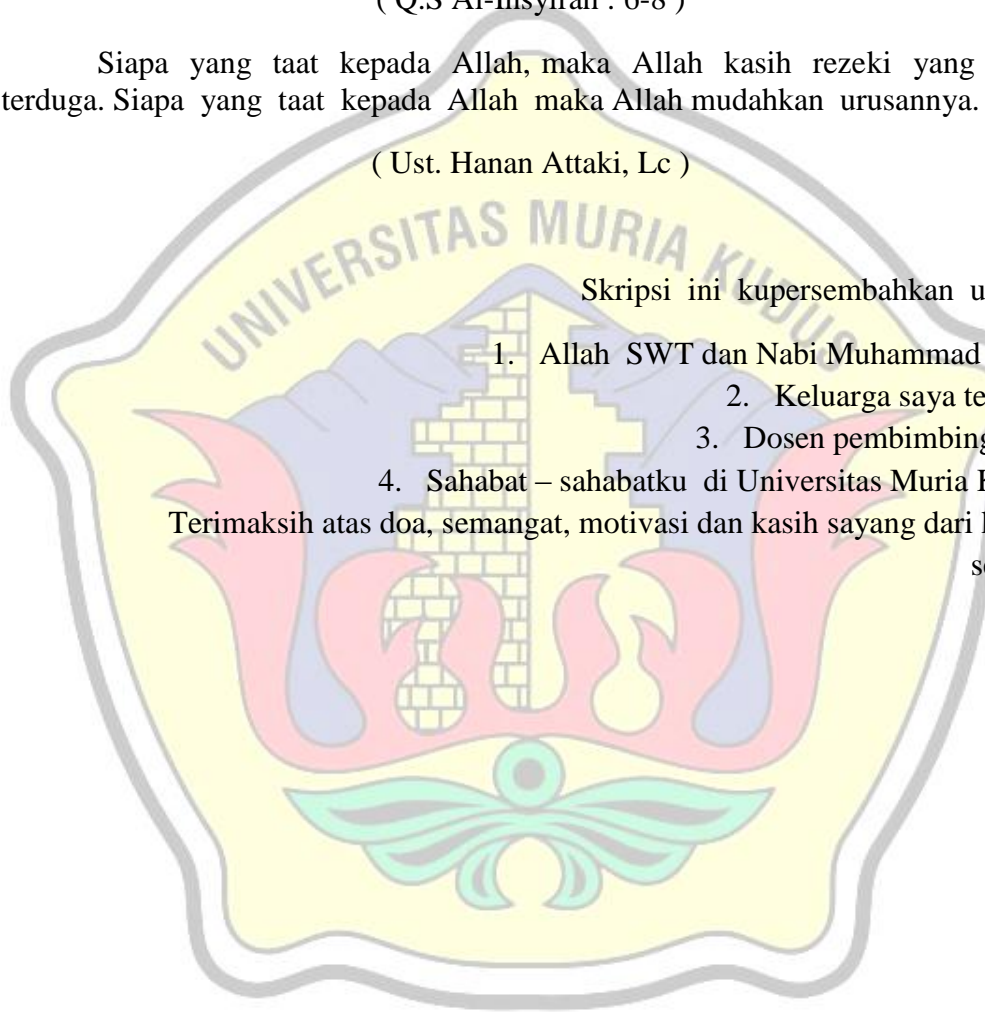 ( Q.S Al-Insyirah : 6-8 )
Siapa yang taat kepada Allah, maka Allah kasih rezeki yang
terduga. Siapa yang taat kepada Allah maka Allah mudahkan urusannya.
( Ust. Hanan Attaki, Lc )
UNIVERSITAS MURIA KUDUS
Skripsi ini kupersembahkan
1. Allah SWT dan Nabi Muhammad
2. Keluarga saya
3. Dosen pembimbing
4. Sahabat – sahabatku di Universitas Muria
Terimaksih atas doa, semangat, motivasi dan kasih sayang dari